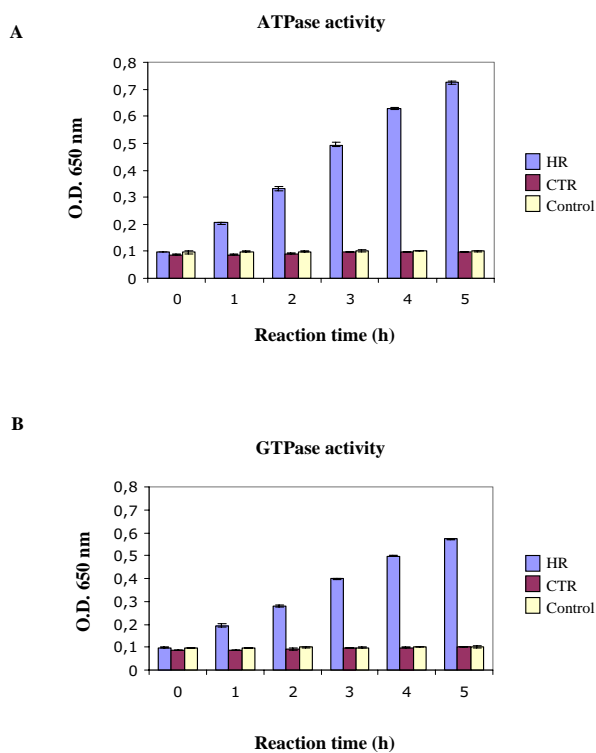 A
ATPase activity
0,8
0,7
0,6
0,5
0,4
0,3
0,2
0,1
0
O.D. 650 nm
0 1 2 3 4 5
Reaction time (h)
HR
CTR
Control
B
GTPase activity
0,8
0,7
0,6
0,5
0,4
0,3
0,2
0,1
0
O.D. 650 nm
0 1 2 3 4 5
Reaction time (h)
HR
CTR
Control